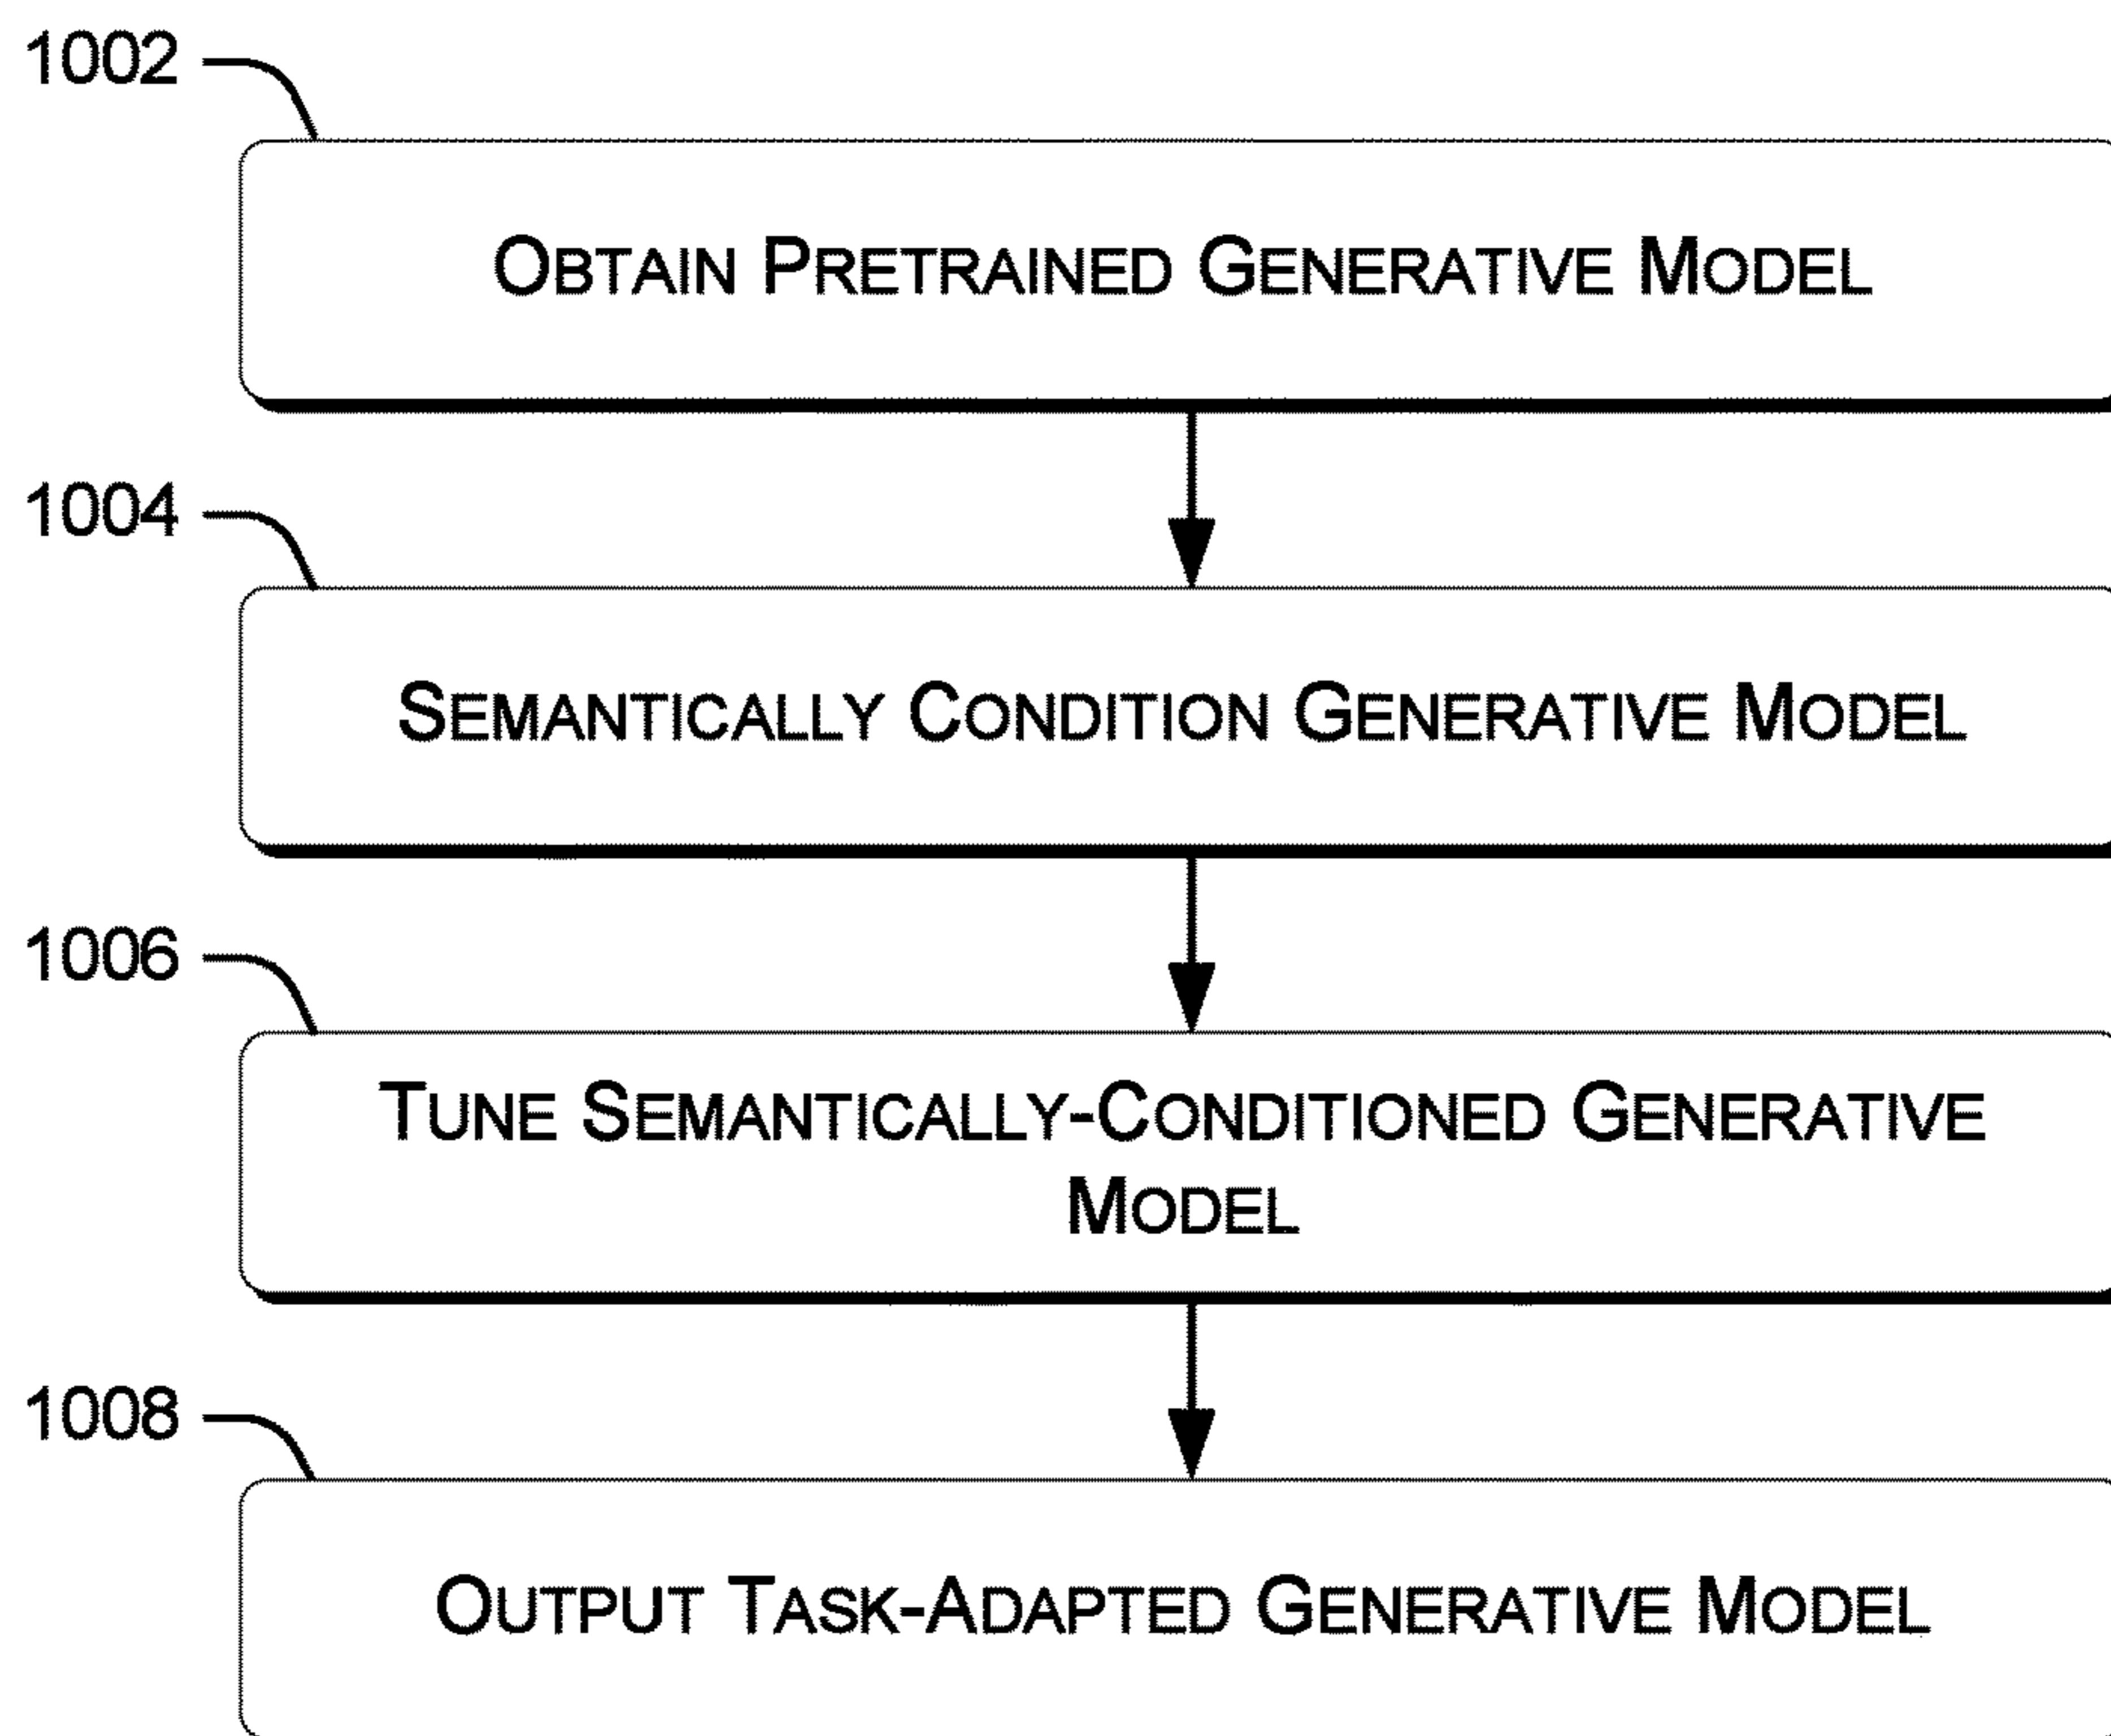 1002
OBTAIN PRETRAINED GENERATIVE MODEL
1004
SEMANTICALLY CONDITION GENERATIVE MODEL
1006
TUNE SEMANTICALLY-CONDITIONED GENERATIVE
MODEL
1008
OUTPUT TASK-ADAPTED GENERATIVE MODEL